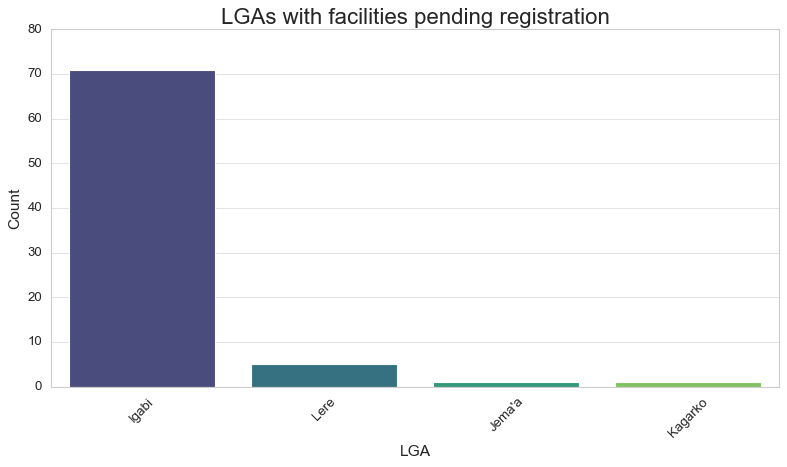 LGAs with facilities pending registration
80
70
60
50
40
30
20
10
0
Count
Igabi
Lere
Jema'a
Kagarko
LGA